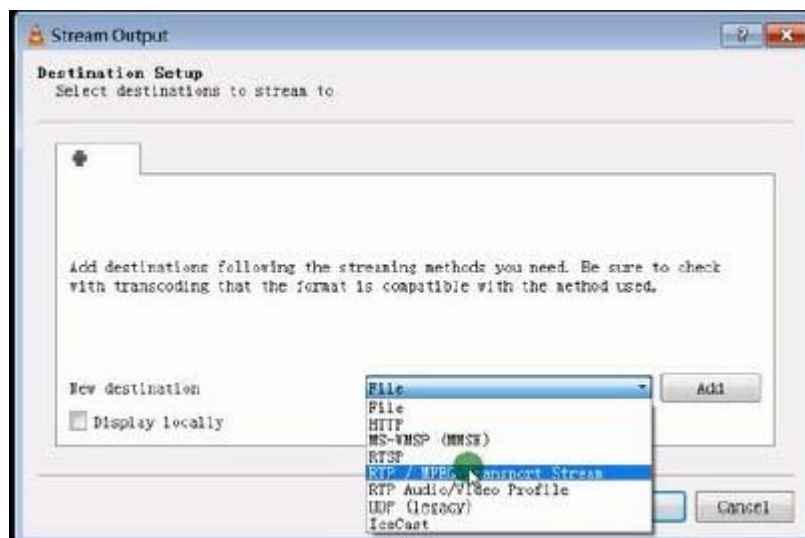 Stream Output
Destination Setup
Select destinations to stream to
Add destinations following the streaming methods you need. Be sure to check
with transcoding that the format is compatible with the method used.
New destination
File
Add
Display locally
File
HTTP
MS-WMSP (MMSH)
RTSP
RTP / MPEG Transport Stream
RTP Audio/Video Profile
UDP (legacy)
IceCast
Cancel